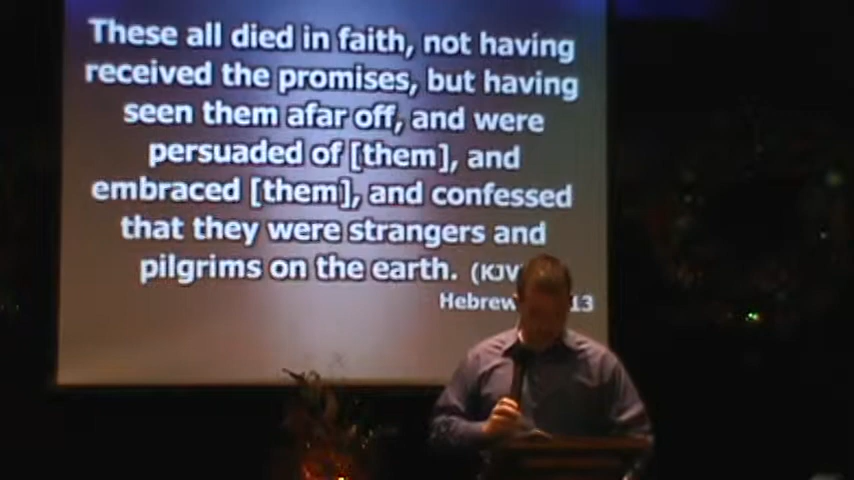 These all died in faith, not having
received the promises, but having
seen them afar off, and were
persuaded of [them], and
embraced [them], and confessed
that they were strangers and
pilgrims on the earth. (KJV
Hebrew 13